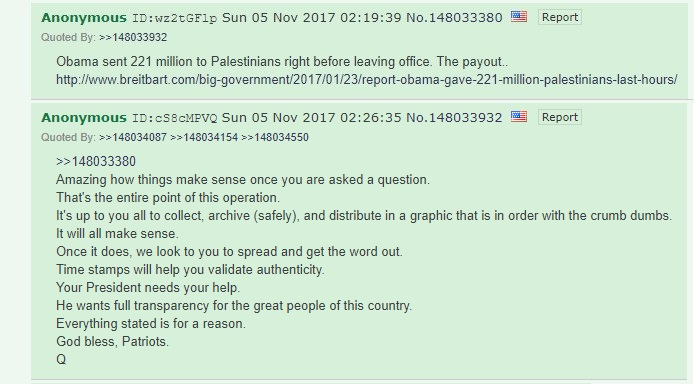 Anonymous ID:wz2tGFlp Sun 05 Nov 2017 02:19:39 No.148033380 Report
Quoted By: >>148033932
Obama sent 221 million to Palestinians right before leaving office. The payout..
http://www.breitbart.com/big-government/2017/01/23/report-obama-gave-221-million-palestinians-last-hours/
Anonymous ID:cS8cMPVQ Sun 05 Nov 2017 02:26:35 No.148033932 Report
Quoted By: >>148034087 >>148034154 >>148034550
>>148033380
Amazing how things make sense once you are asked a question.
That's the entire point of this operation.
It's up to you all to collect, archive (safely), and distribute in a graphic that is in order with the crumb dumbs.
It will all make sense.
Once it does, we look to you to spread and get the word out.
Time stamps will help you validate authenticity.
Your President needs your help.
He wants full transparency for the great people of this country.
Everything stated is for a reason.
God bless, Patriots.
Q